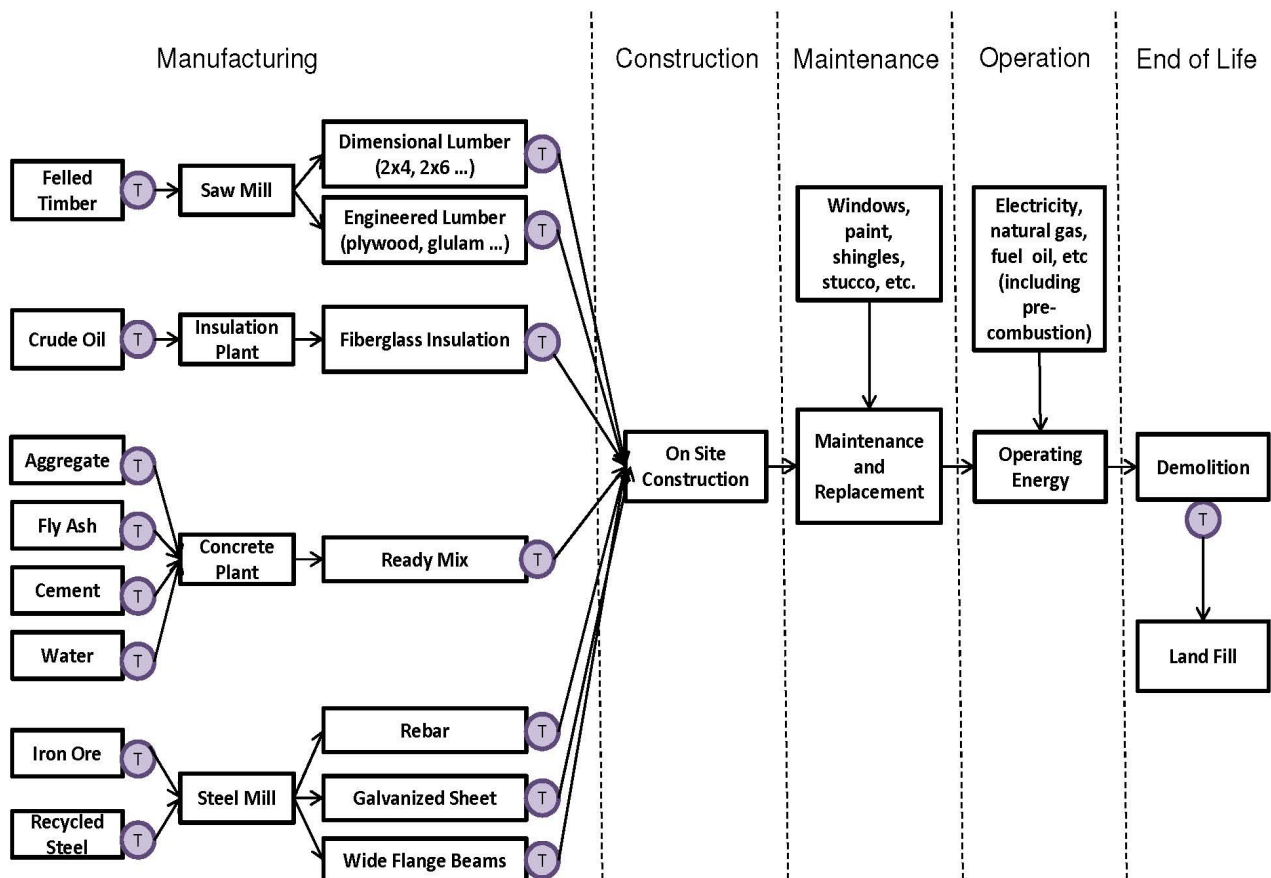 Manufacturing
Construction
Maintenance
Operation
End of Life
Felled
Timber
T
Saw Mill
Dimensional Lumber
(2x4, 2x6 ...)
T
Engineered Lumber
(plywood, glulam ...)
T
Crude Oil
T
Insulation
Plant
Fiberglass Insulation
T
Aggregate
T
Fly Ash
T
Cement
T
Water
T
Concrete
Plant
Ready Mix
T
Iron Ore
T
Recycled
Steel
T
Steel Mill
Rebar
T
Galvanized Sheet
T
Wide Flange Beams
T
On Site
Construction
Windows,
paint,
shingles,
stucco, etc.
Maintenance
and
Replacement
Electricity,
natural gas,
fuel oil, etc
(including
pre-
combustion)
Operating
Energy
Demolition
T
Land Fill